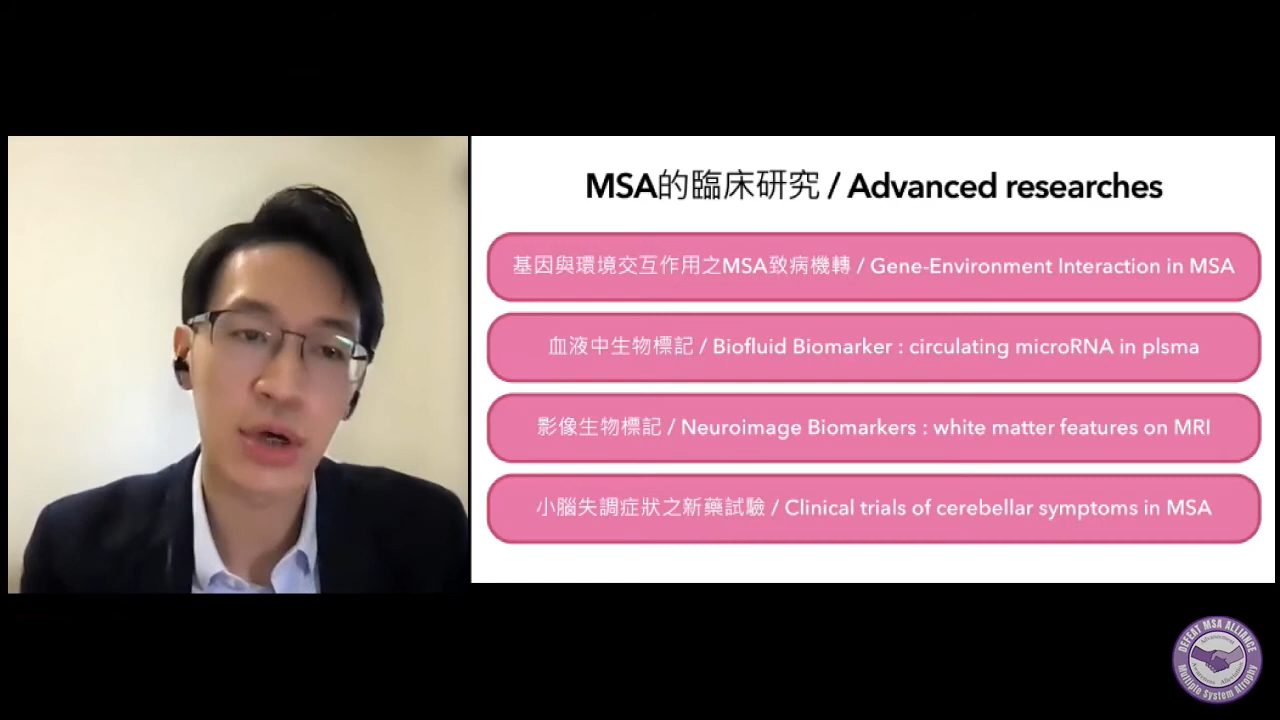 MSA的臨床研究 / Advanced researches
基因與環境交互作用之MSA致病機轉 / Gene-Environment Interaction in MSA
血液中生物標記 / Biofluid Biomarker : circulating microRNA in plsma
影像生物標記 / Neuroimage Biomarkers : white matter features on MRI
小腦失調症狀之新藥試驗 / Clinical trials of cerebellar symptoms in MSA
DEFEAT MSA ALLIANCE
Multiple System Atrophy